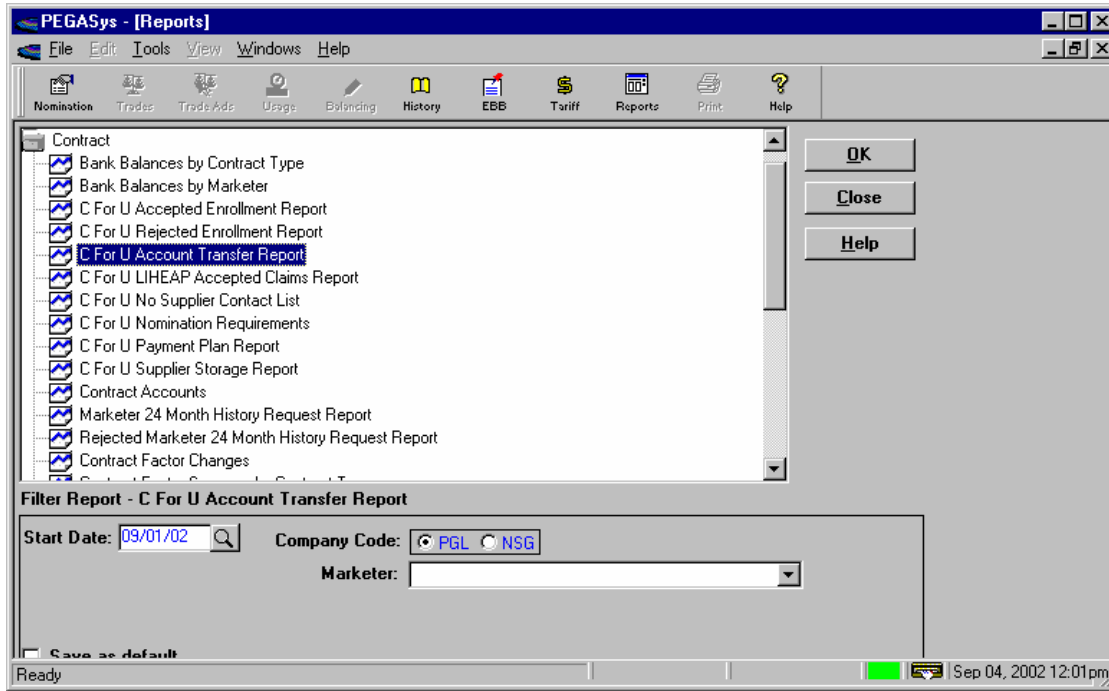 PEGASys - [Reports]
File Edit Tools View Windows Help
Nomination Trades Trade Ads Usage Balancing History EBB Tariff Reports Print Help
Contract
Bank Balances by Contract Type
Bank Balances by Marketer
C For U Accepted Enrollment Report
C For U Rejected Enrollment Report
C For U Account Transfer Report
C For U LIHEAP Accepted Claims Report
C For U No Supplier Contact List
C For U Nomination Requirements
C For U Payment Plan Report
C For U Supplier Storage Report
Contract Accounts
Marketer 24 Month History Request Report
Rejected Marketer 24 Month History Request Report
Contract Factor Changes
OK
Close
Help
Filter Report - C For U Account Transfer Report
Start Date: 09/01/02 Company Code: PGL NSG
Marketer:
Save as default
Ready Sep 04, 2002 12:01pm